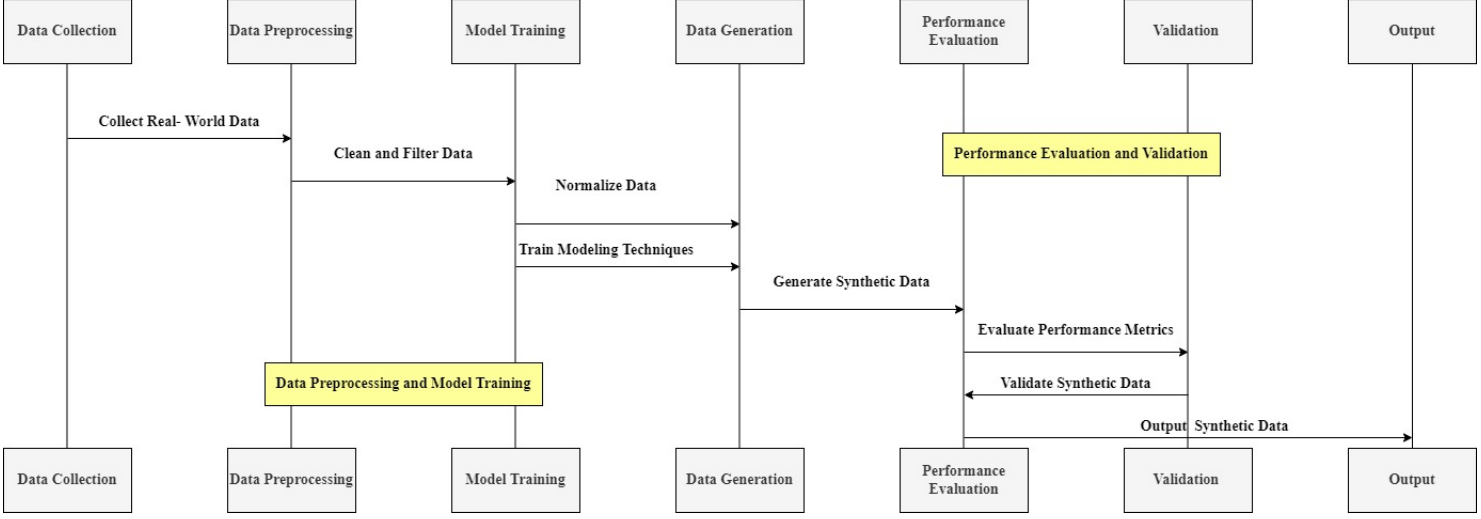 Data Collection
Data Preprocessing
Model Training
Data Generation
Performance
Evaluation
Validation
Output
Collect Real- World Data
Clean and Filter Data
Performance Evaluation and Validation
Normalize Data
Train Modeling Techniques
Generate Synthetic Data
Evaluate Performance Metrics
Data Preprocessing and Model Training
Validate Synthetic Data
Output Synthetic Data
Data Collection
Data Preprocessing
Model Training
Data Generation
Performance
Evaluation
Validation
Output